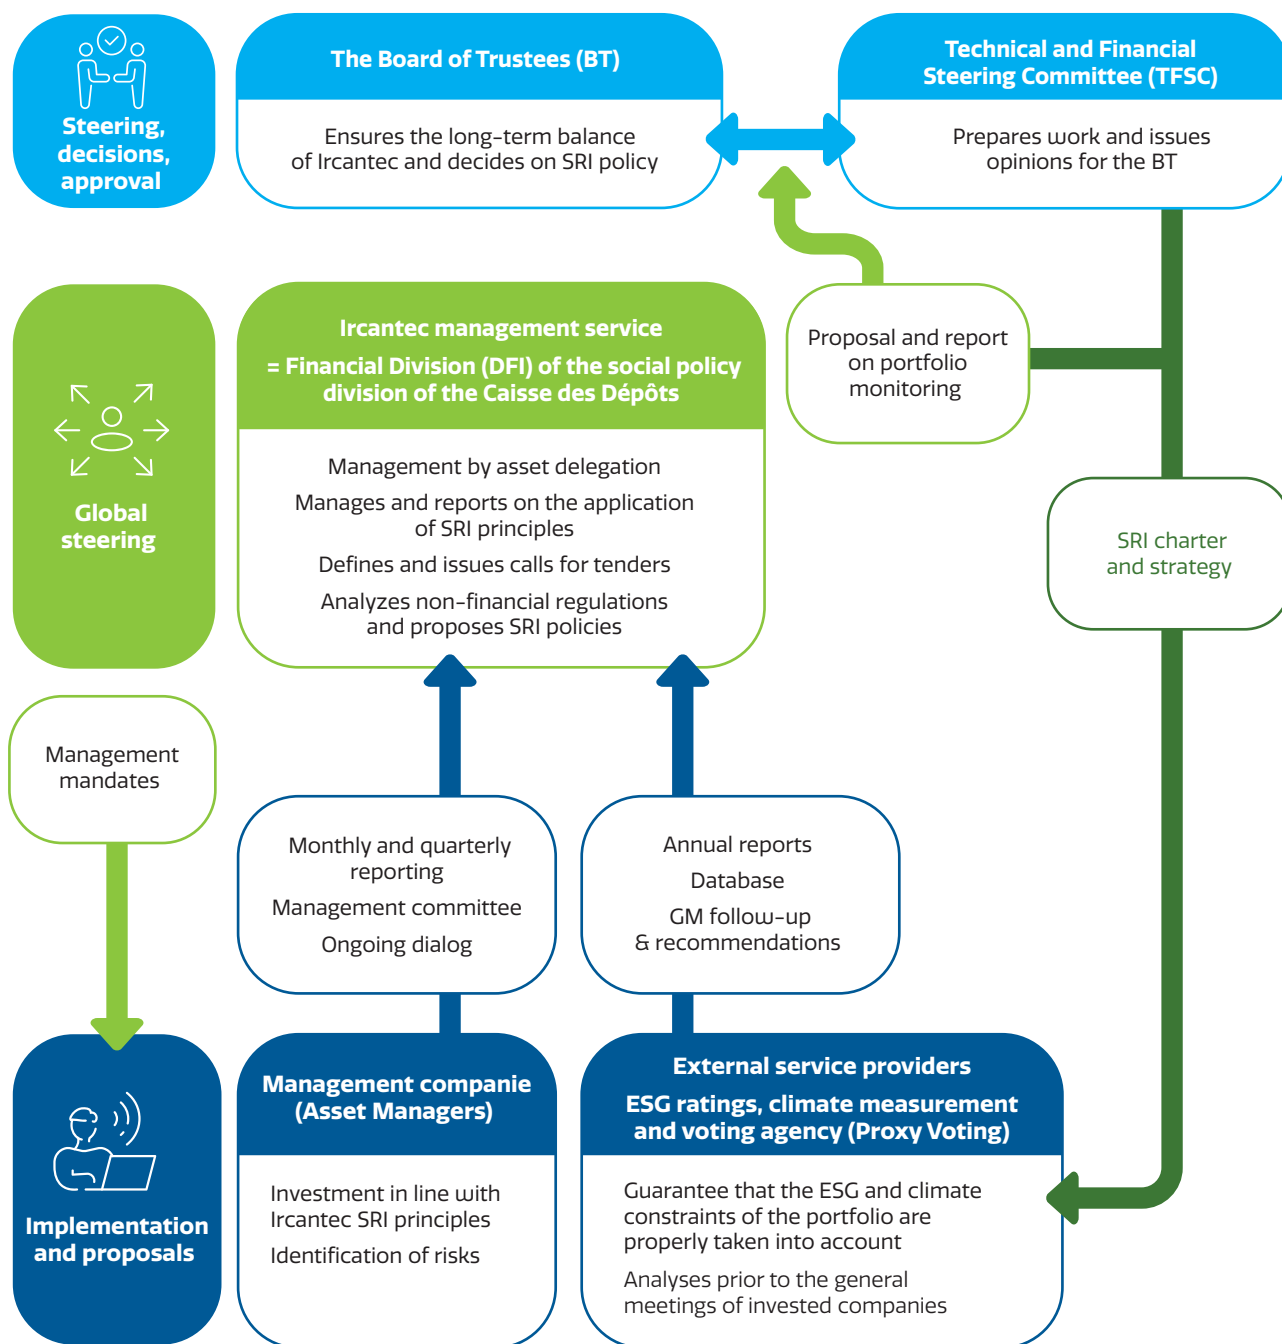 Steering,
decisions,
approval
The Board of Trustees (BT)
Ensures the long-term balance
of Ircantec and decides on SRI policy
Technical and Financial
Steering Committee (TFSC)
Prepares work and issues
opinions for the BT
Global
steering
Ircantec management service
= Financial Division (DFI) of the social policy
division of the Caisse des Dépôts
Management by asset delegation
Manages and reports on the application
of SRI principles
Defines and issues calls for tenders
Analyzes non-financial regulations
and proposes SRI policies
Proposal and report
on portfolio
monitoring
SRI charter
and strategy
Management
mandates
Monthly and quarterly
reporting
Management committee
Ongoing dialog
Annual reports
Database
GM follow-up
& recommendations
Implementation
and proposals
Management companie
(Asset Managers)
Investment in line with
Ircantec SRI principles
Identification of risks
External service providers
ESG ratings, climate measurement
and voting agency (Proxy Voting)
Guarantee that the ESG and climate
constraints of the portfolio are
properly taken into account
Analyses prior to the general
meetings of invested companies